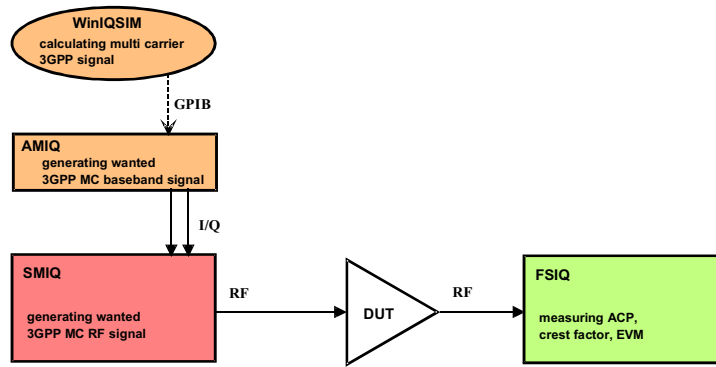 WinIQSIM
calculating multi carrier
3GPP signal
GPIB
AMIQ
generating wanted
3GPP MC baseband signal
I/Q
SMIQ
generating wanted
3GPP MC RF signal
RF
DUT
RF
FSIQ
measuring ACP,
crest factor, EVM